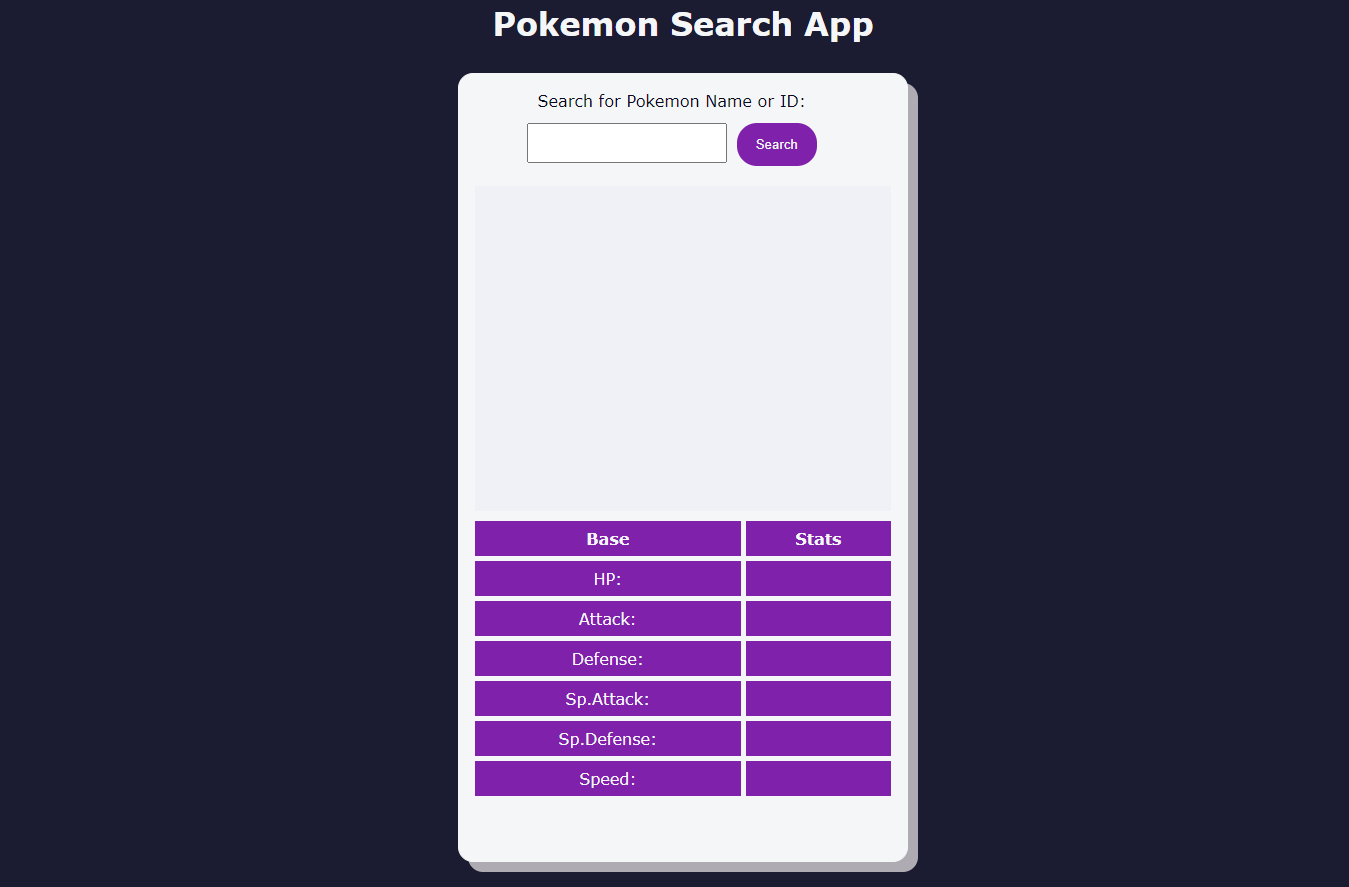 Pokemon Search App
Search for Pokemon Name or ID:
Search
Base Stats
HP:
Attack:
Defense:
Sp.Attack:
Sp.Defense:
Speed: